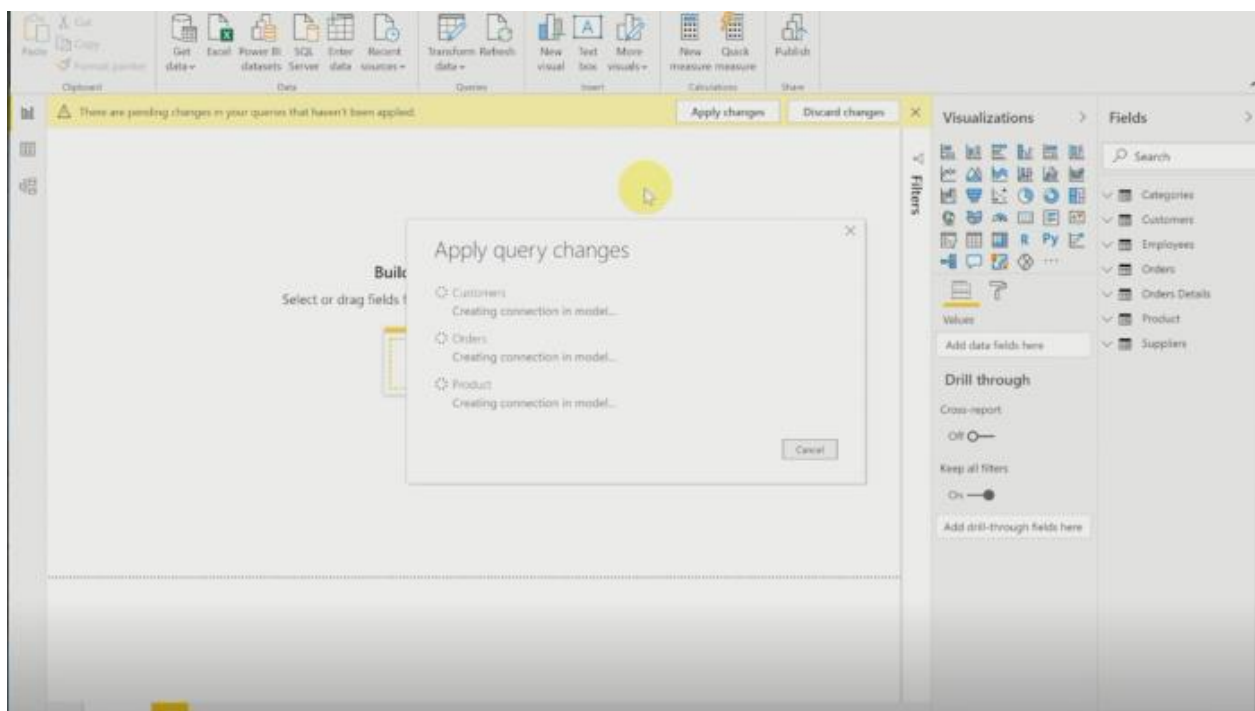 Paste
Cut
Copy
Format painter
Clipboard
Get data
Excel
Power BI datasets
SQL Server
Enter data
Recent sources
Data
Transform data
Refresh
Queries
New visual
Text box
More visuals
Insert
New measure
Quick measure
Calculations
Publish
Share
There are pending changes in your queries that haven't been applied.
Apply changes
Discard changes
Build
Select or drag fields f
Apply query changes
Customers
Creating connection in model...
Orders
Creating connection in model...
Product
Creating connection in model...
Cancel
Filters
Visualizations
R
Py
Values
Add data fields here
Drill through
Cross-report
Off
Keep all filters
On
Add drill-through fields here
Fields
Search
Categories
Customers
Employees
Orders
Orders Details
Product
Suppliers